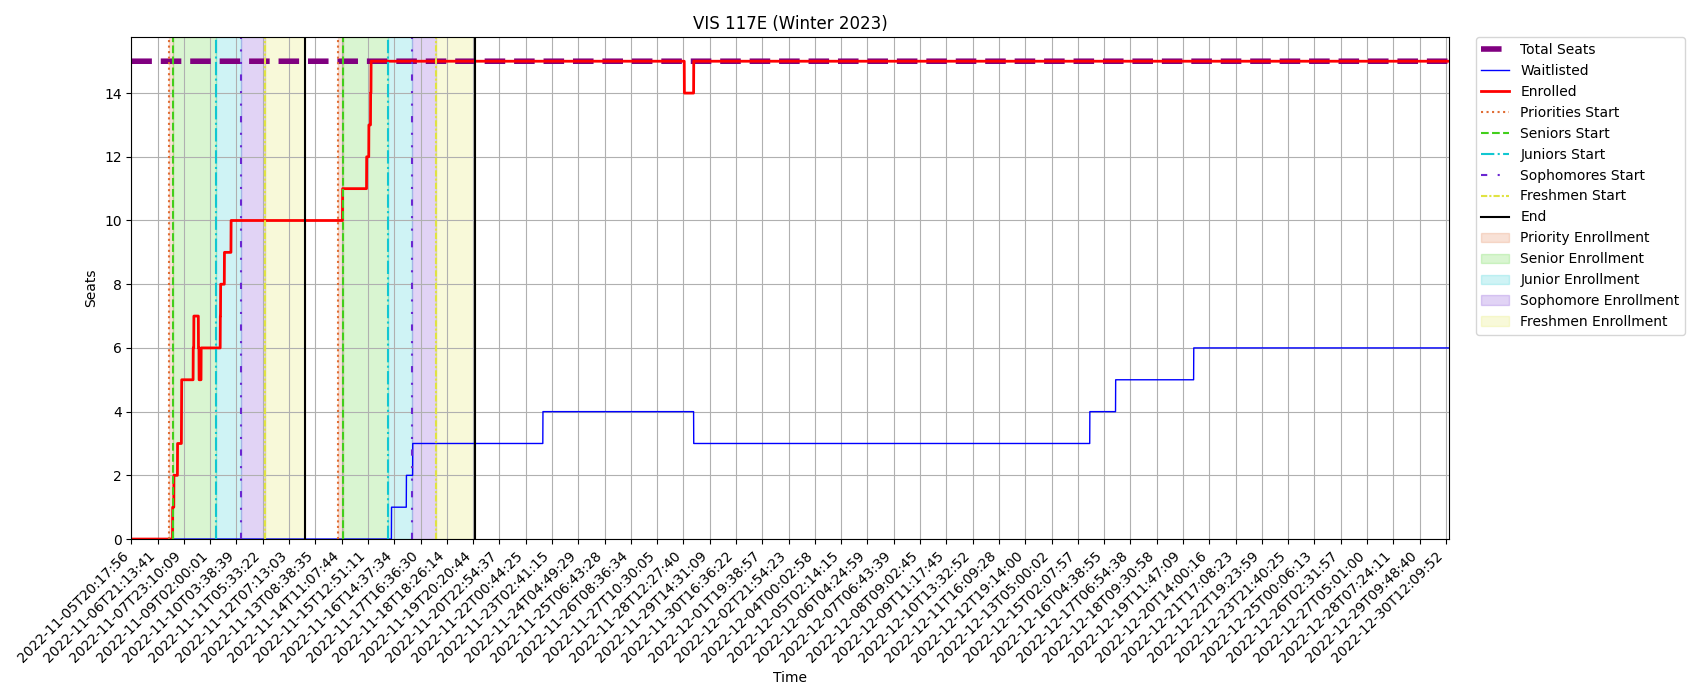 VIS 117E (Winter 2023)
Seats
14
12
10
8
6
4
2
0
2022-11-05T20:17:56
2022-11-06T21:13:41
2022-11-07T23:10:09
2022-11-09T02:00:01
2022-11-10T03:38:39
2022-11-11T05:33:22
2022-11-12T07:13:03
2022-11-13T08:38:35
2022-11-14T11:07:44
2022-11-15T12:51:11
2022-11-16T14:37:34
2022-11-17T16:36:30
2022-11-18T18:26:14
2022-11-19T20:20:44
2022-11-20T22:54:37
2022-11-22T00:44:25
2022-11-23T02:41:15
2022-11-24T04:49:29
2022-11-25T06:43:28
2022-11-26T08:36:34
2022-11-27T10:30:05
2022-11-28T12:27:40
2022-11-29T14:31:09
2022-11-30T16:36:22
2022-12-01T19:38:57
2022-12-02T21:54:23
2022-12-04T00:02:58
2022-12-05T02:14:15
2022-12-06T04:24:59
2022-12-07T06:43:39
2022-12-08T09:02:45
2022-12-09T11:17:45
2022-12-10T13:32:52
2022-12-11T16:09:28
2022-12-12T19:14:00
2022-12-13T05:00:02
2022-12-15T02:07:57
2022-12-16T04:38:55
2022-12-17T06:54:38
2022-12-18T09:30:58
2022-12-19T11:47:09
2022-12-20T14:00:16
2022-12-21T17:08:23
2022-12-22T19:23:59
2022-12-23T21:40:25
2022-12-25T00:06:13
2022-12-26T02:31:57
2022-12-27T05:01:00
2022-12-28T07:24:11
2022-12-29T09:48:40
2022-12-30T12:09:52
Time
Total Seats
Waitlisted
Enrolled
Priorities Start
Seniors Start
Juniors Start
Sophomores Start
Freshmen Start
End
Priority Enrollment
Senior Enrollment
Junior Enrollment
Sophomore Enrollment
Freshmen Enrollment